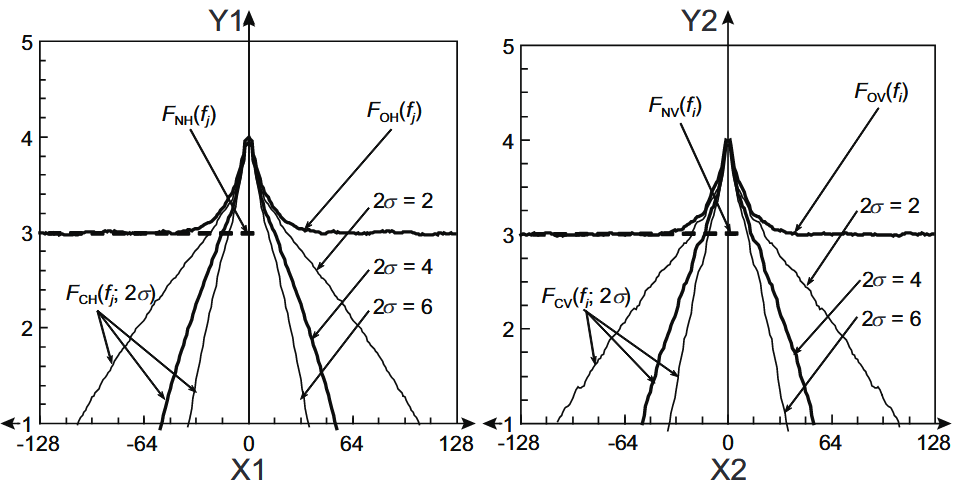 Y1
5
4
3
2
1
-128
-64
0
64
128
X1
F_NH(f_j)
F_OH(f_j)
2σ = 2
2σ = 4
2σ = 6
F_CH(f_j; 2σ)
Y2
5
4
3
2
1
-128
-64
0
64
128
X2
F_NV(f_i)
F_OV(f_i)
2σ = 2
2σ = 4
2σ = 6
F_CV(f_i; 2σ)